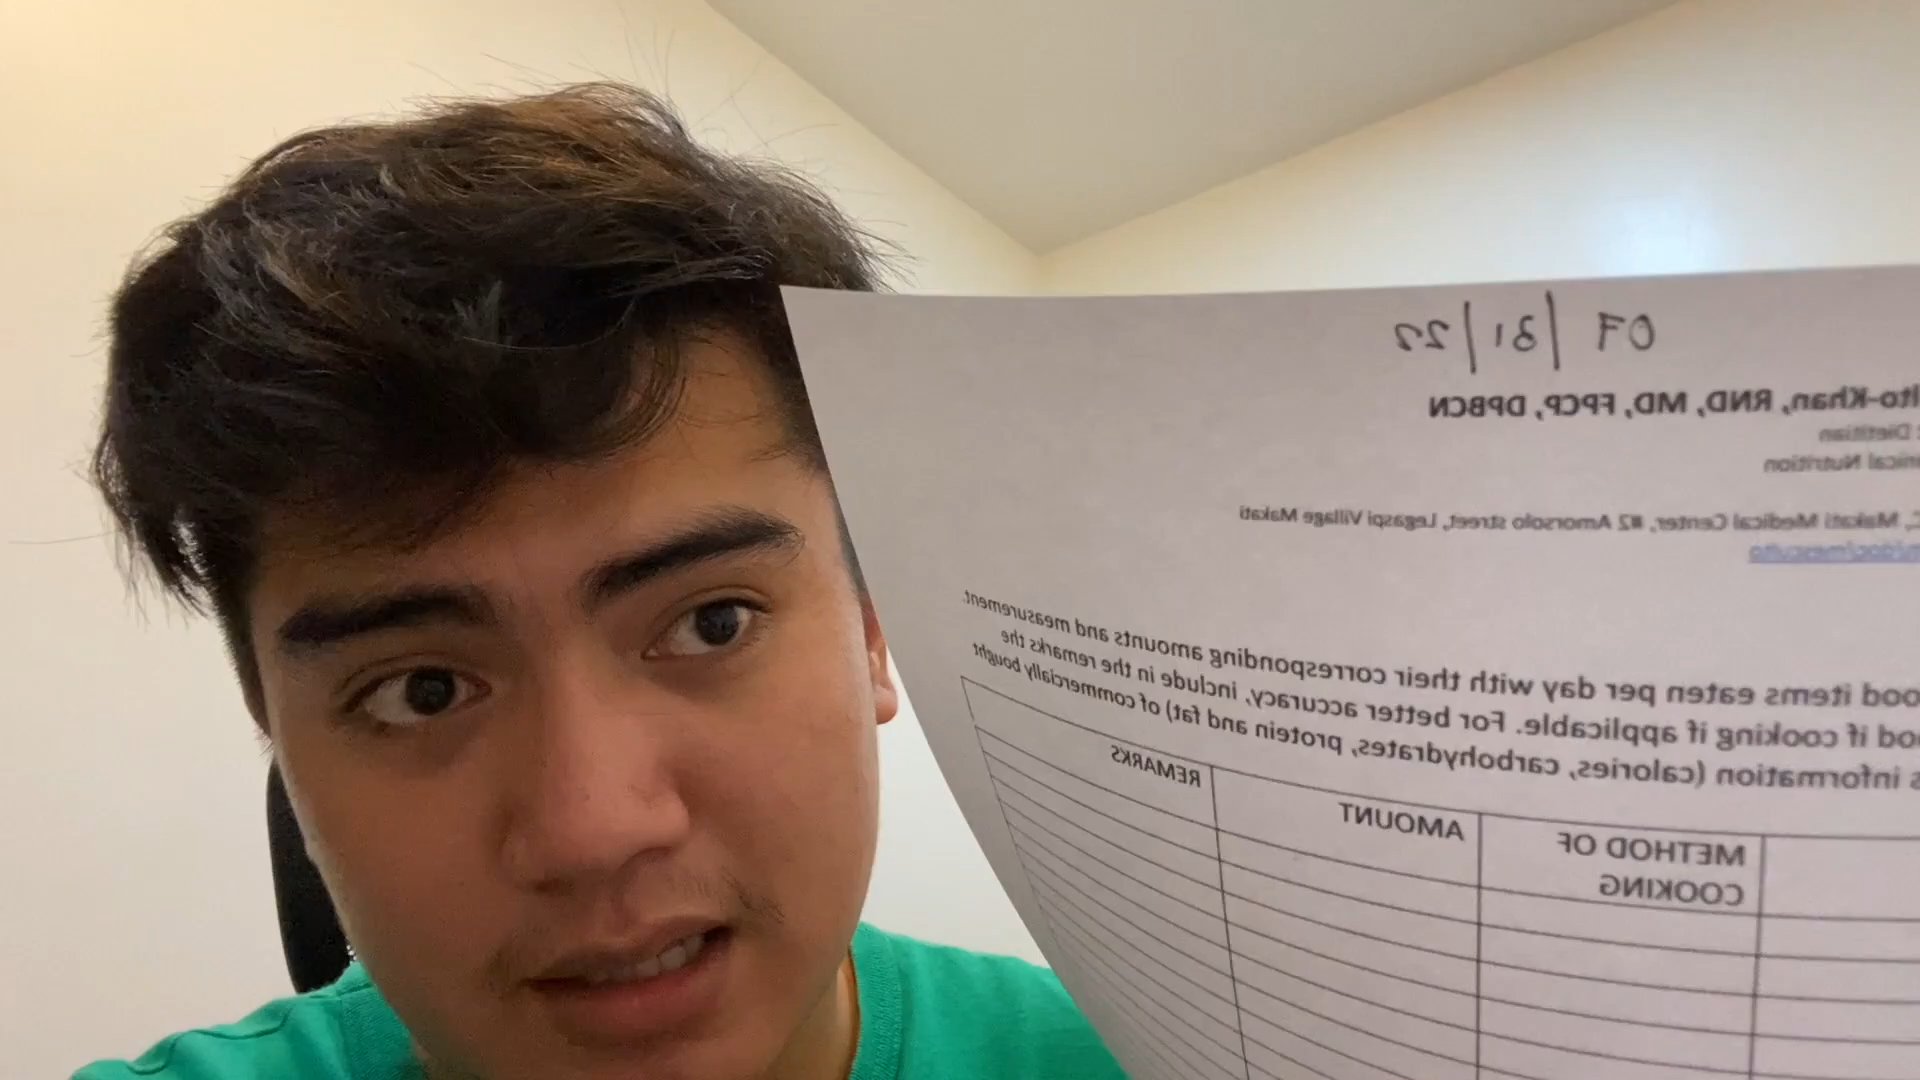 07/31/22
lto-Khan, RND, MD, FPCP, DPBCN
Dietitian
nical Nutrition
Makati Medical Center, #2 Amorsolo street, Legaspi Village Makati
ood items eaten per day with their corresponding amounts and measurement.
od if cooking if applicable. For better accuracy, include in the remarks the
s information (calories, carbohydrates, protein and fat) of commercially bought
METHOD OF COOKING
AMOUNT
REMARKS